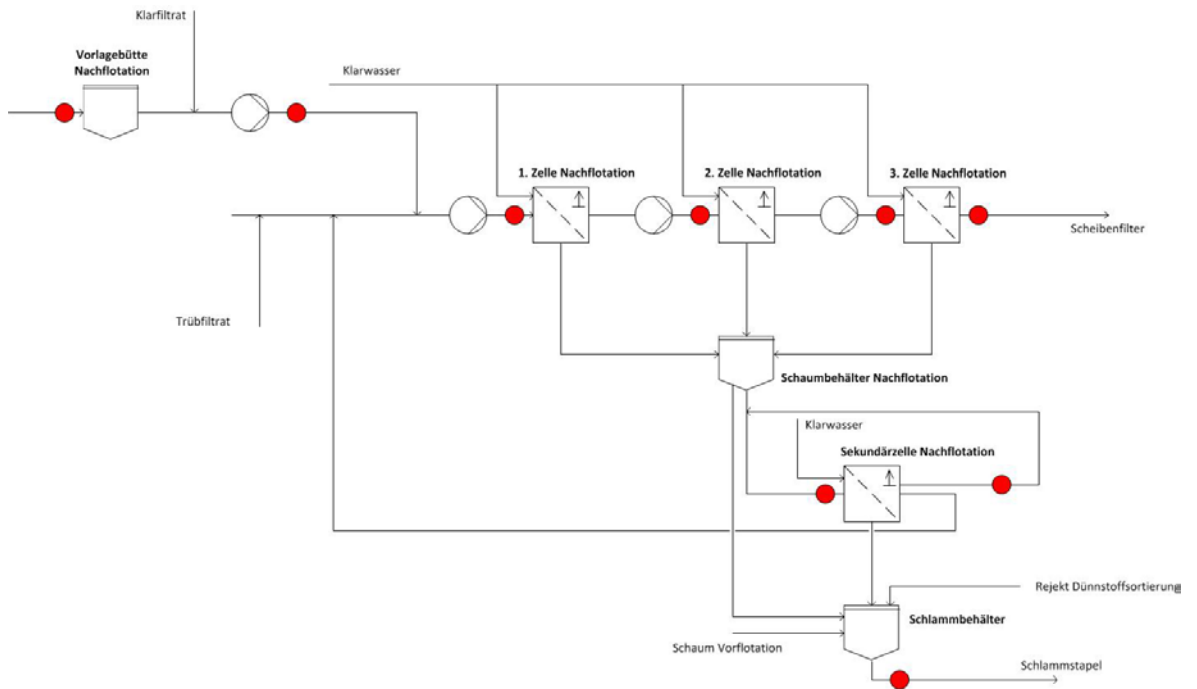 Klarfiltrat
Vorlagebütte
Nachflotation
Klarwasser
1. Zelle Nachflotation
2. Zelle Nachflotation
3. Zelle Nachflotation
Scheibenfilter
Trübfiltrat
Schaumbehälter Nachflotation
Klarwasser
Sekundärzelle Nachflotation
Rejekt Dünnstoffsortierung
Schlammbehälter
Schaum Vorflotation
Schlammstapel